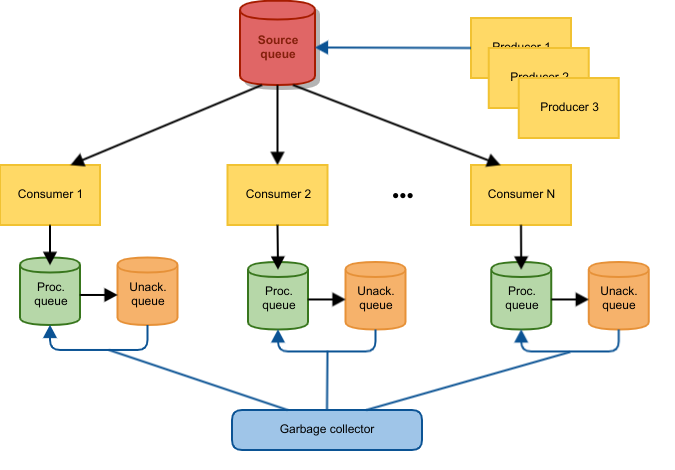 Source
queue
Producer 1
Producer 2
Producer 3
Consumer 1
Consumer 2
•••
Consumer N
Proc.
queue
Unack.
queue
Proc.
queue
Unack.
queue
Proc.
queue
Unack.
queue
Garbage collector